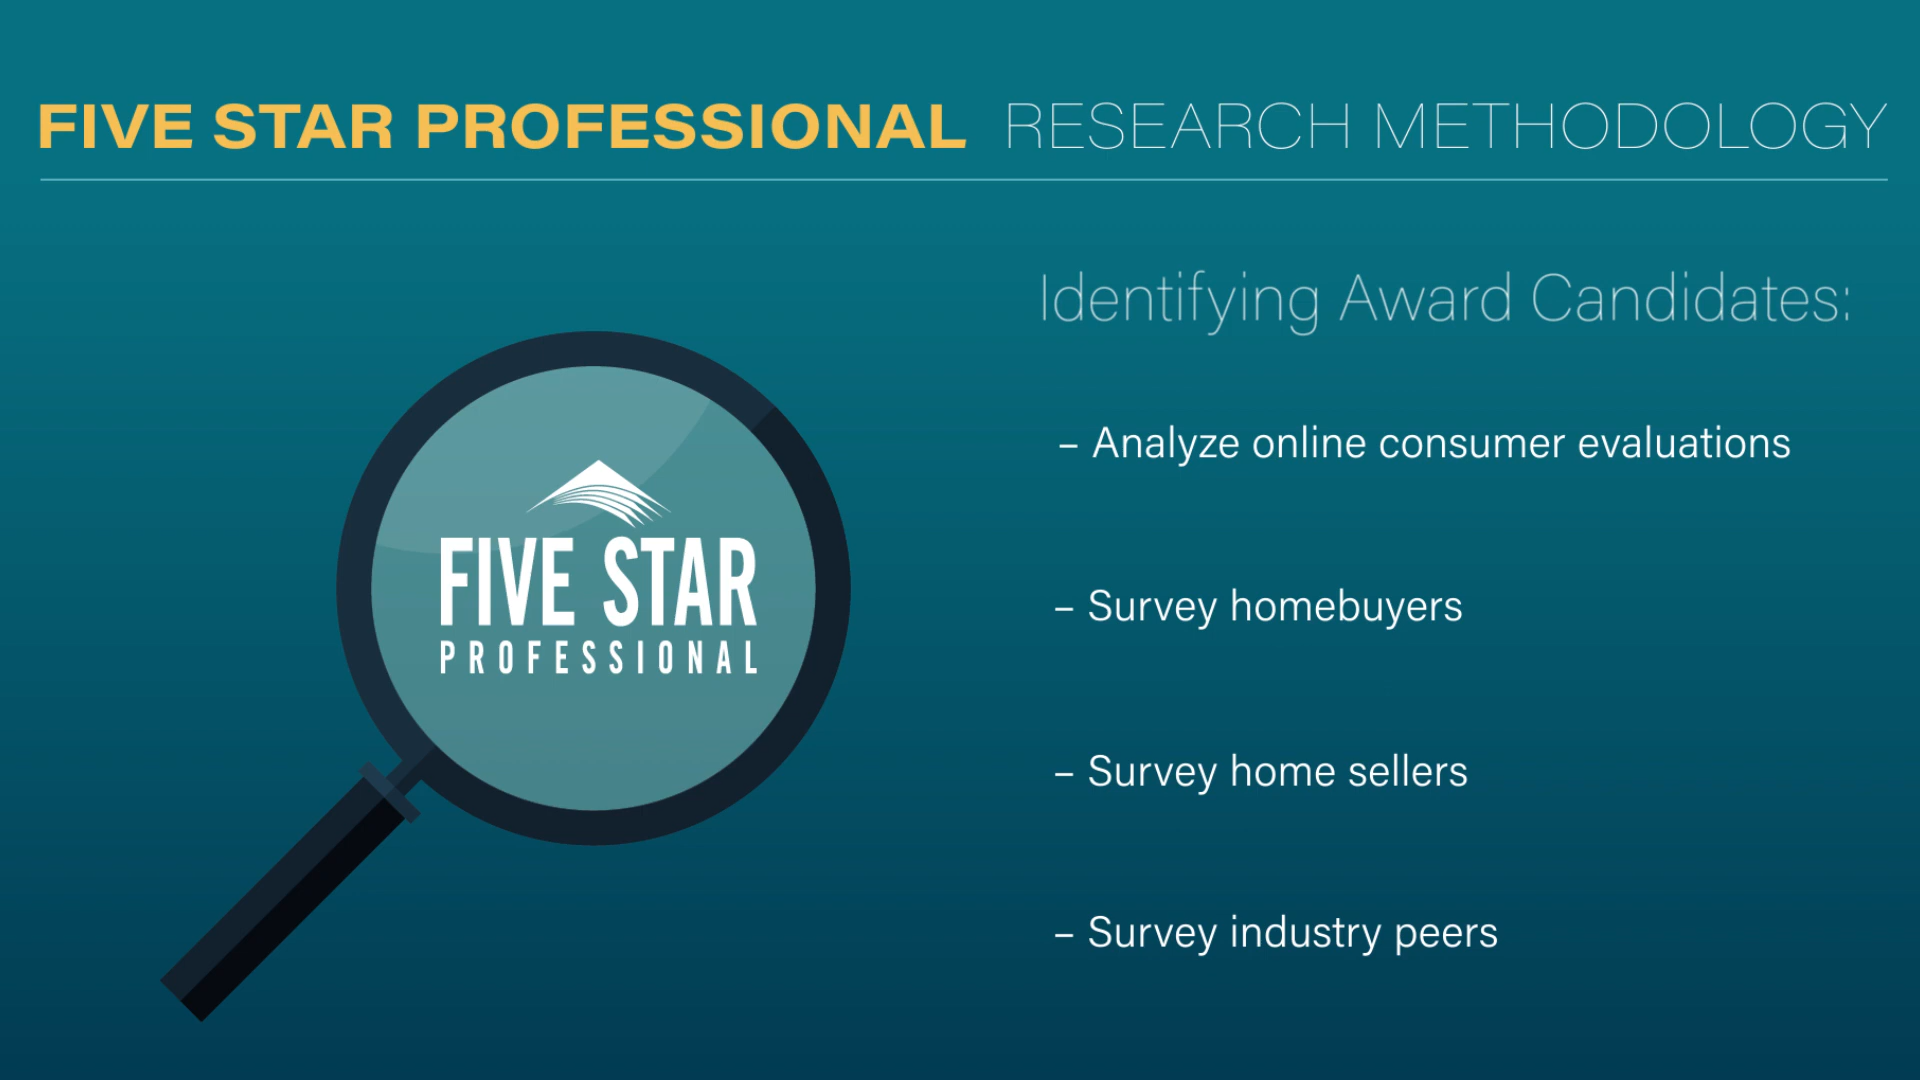 FIVE STAR PROFESSIONAL RESEARCH METHODOLOGY
Identifying Award Candidates:
– Analyze online consumer evaluations
– Survey homebuyers
– Survey home sellers
– Survey industry peers
FIVE STAR
PROFESSIONAL